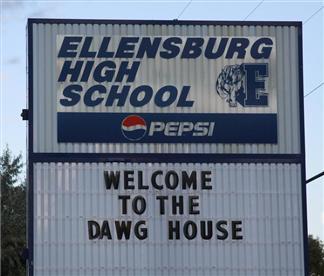 ELLENSBURG
HIGH
SCHOOL
E
PEPSI
WELCOME
TO THE
DAWG HOUSE